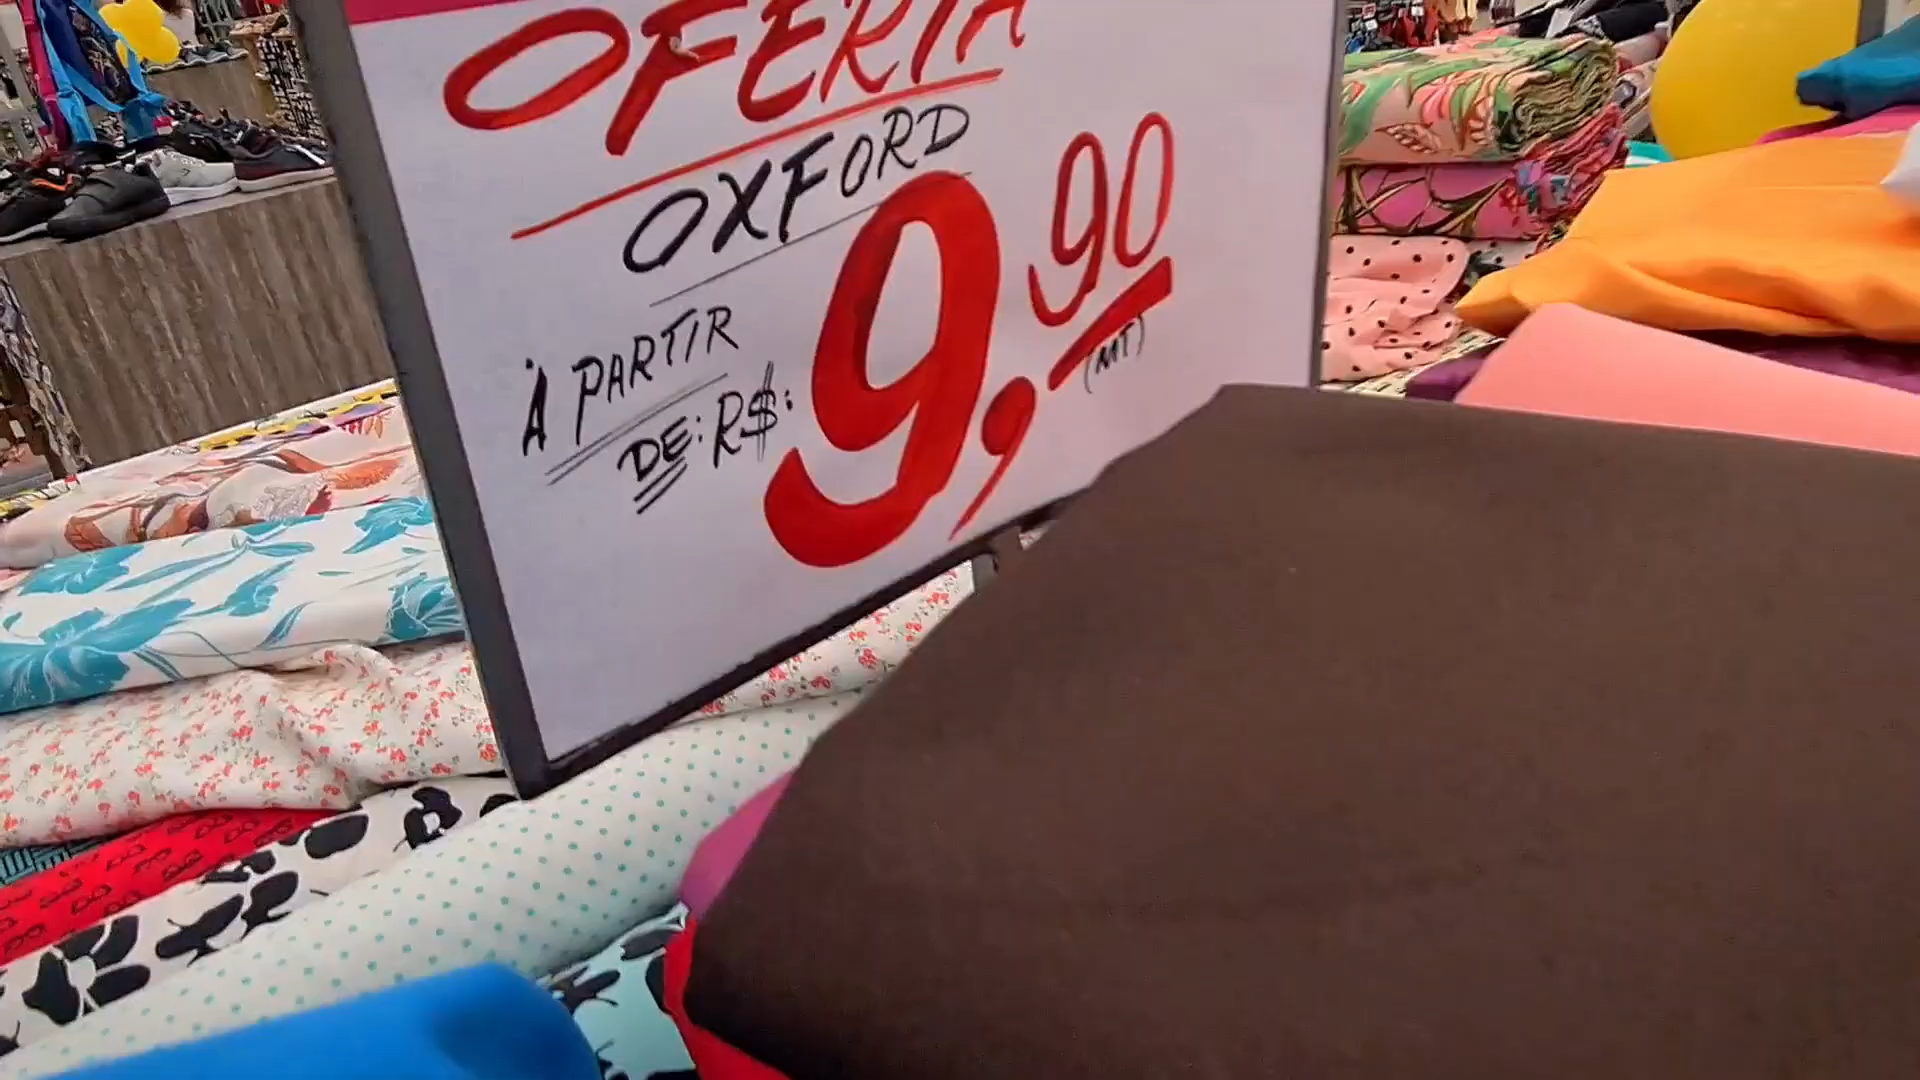 OFERTA
OXFORD
À PARTIR
DE: R$: 9,90
(MT)